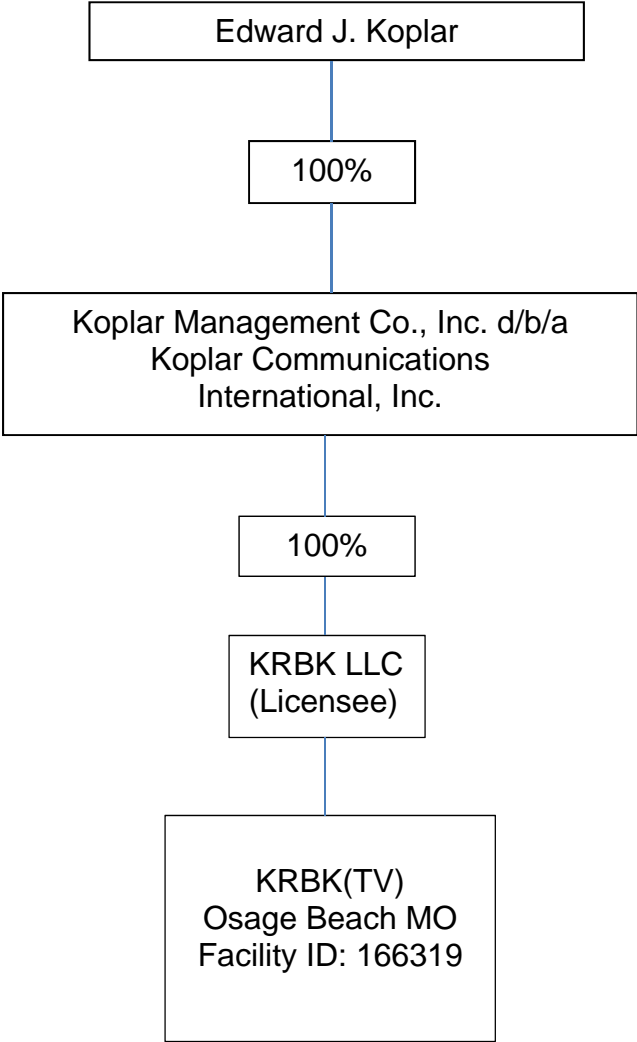 Edward J. Koplar
100%
Koplar Management Co., Inc. d/b/a
Koplar Communications
International, Inc.
100%
KRBK LLC
(Licensee)
KRBK(TV)
Osage Beach MO
Facility ID: 166319